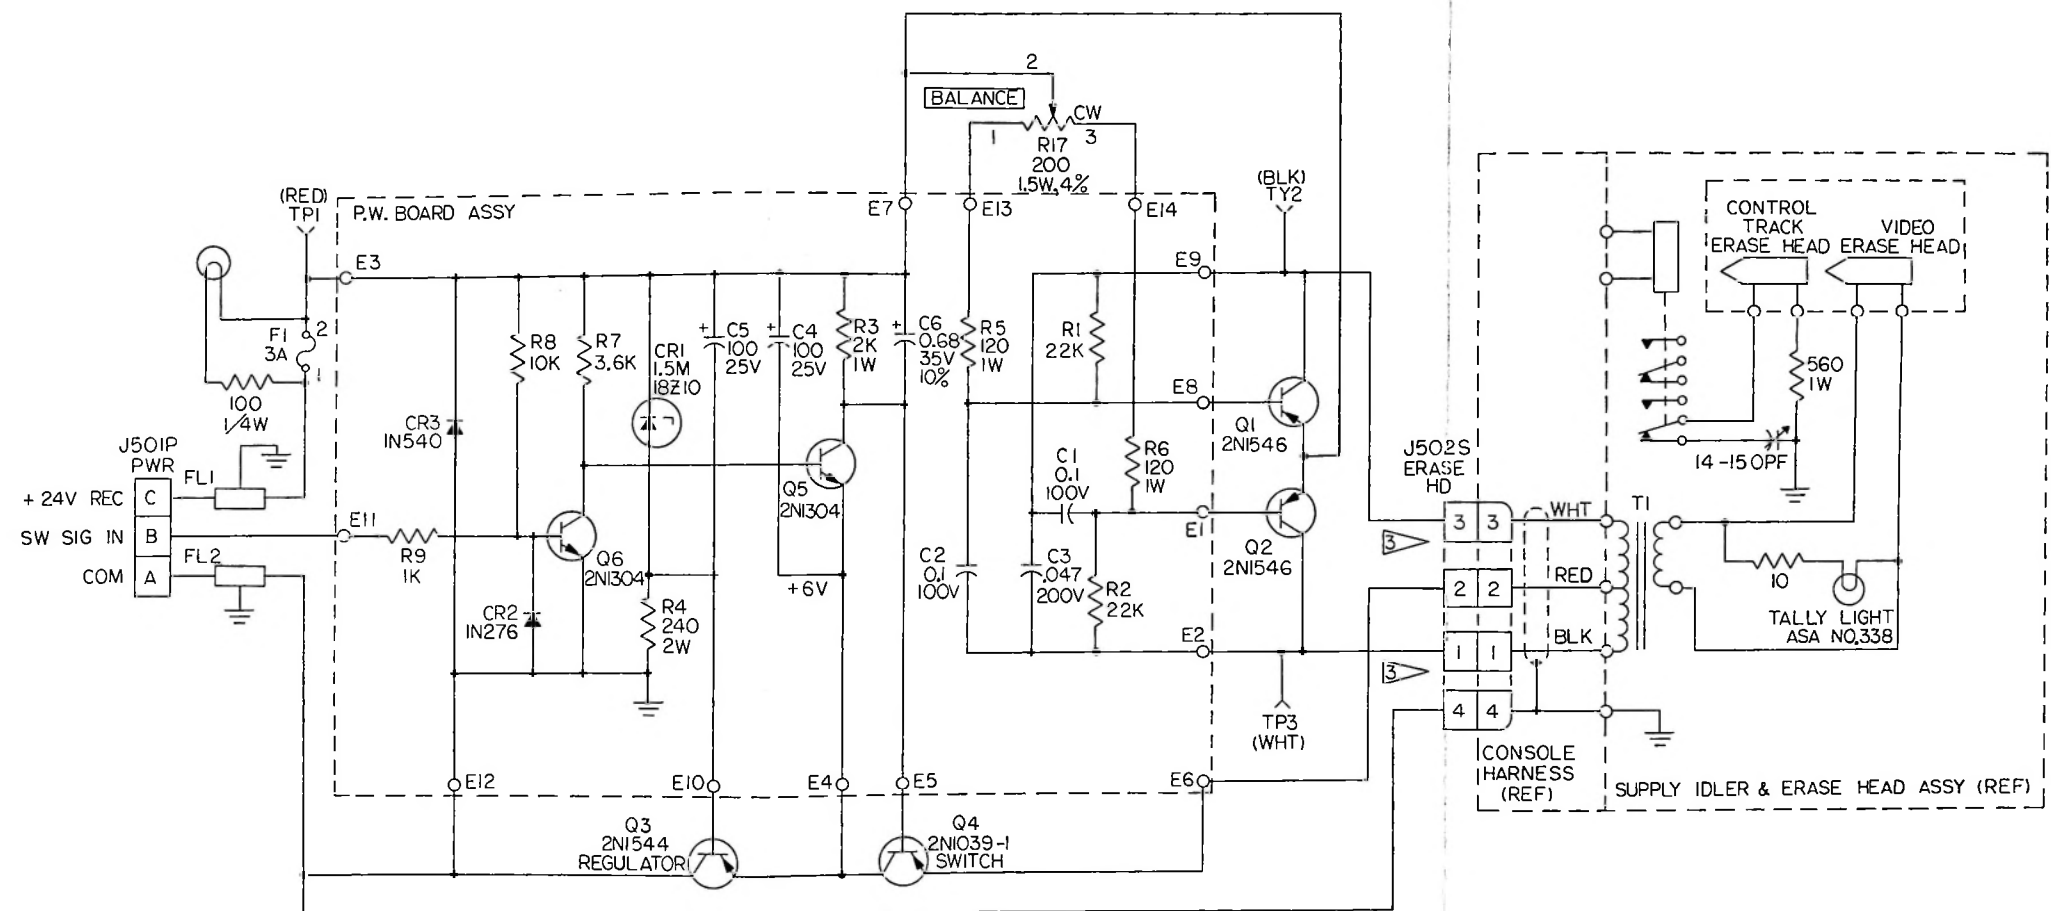 2
BALANCE
CW
1
3
R17
200
1.5W,4%
(RED)
TP1
P.W. BOARD ASSY
E7
E13
E14
(BLK)
TY2
CONTROL
TRACK
ERASE HEAD
VIDEO
ERASE HEAD
E3
E9
F1
3A
2
1
R8
10K
R7
3.6K
CR1
1.5M
18Z10
+
C5
100
25V
+
C4
100
25V
R3
2K
1W
+
C6
0.68
35V
10%
R5
120
1W
R1
22K
560
1W
100
1/4W
CR3
1N540
E8
Q1
2N1546
J501P
PWR
FL1
+24V REC
C
SW SIG IN
B
COM
A
FL2
E11
R9
1K
Q6
2N1304
Q5
2N1304
C1
0.1
100V
R6
120
1W
E1
Q2
2N1546
J502S
ERASE
HD
14-150PF
3
3
3
WHT
T1
CR2
1N276
R4
240
2W
+6V
C2
0.1
100V
C3
.047
200V
R2
22K
2
2
RED
10
TALLY LIGHT
ASA NO.338
E2
1
1
BLK
3
TP3
(WHT)
4
4
CONSOLE
HARNESS
(REF)
SUPPLY IDLER & ERASE HEAD ASSY (REF)
E12
E10
E4
E5
E6
Q3
2N1544
REGULATOR
Q4
2N1039-1
SWITCH